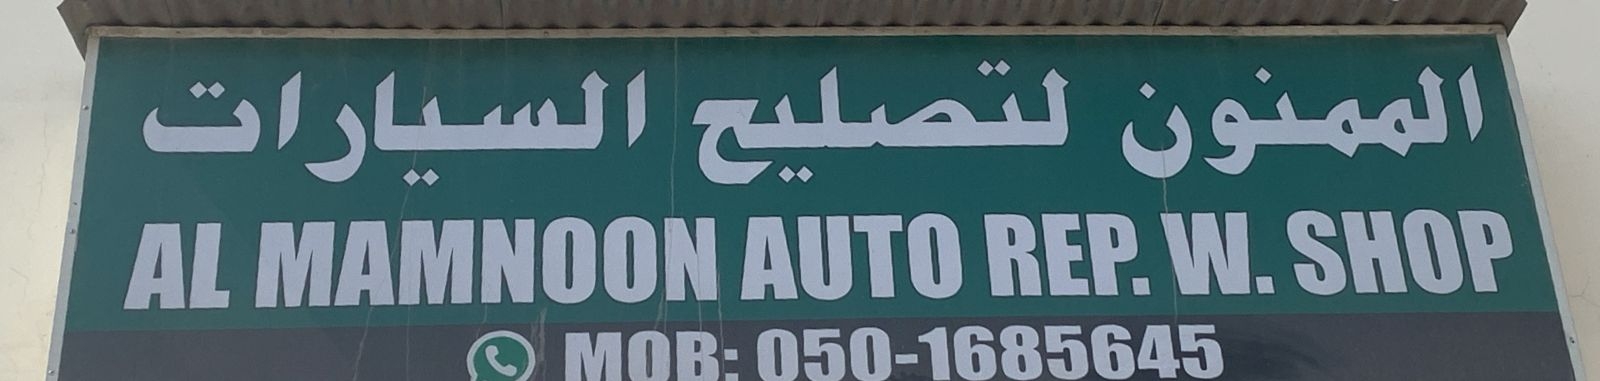 الممنون لتصليح السيارات
AL MAMNOON AUTO REP. W. SHOP
MOB: 050-1685645